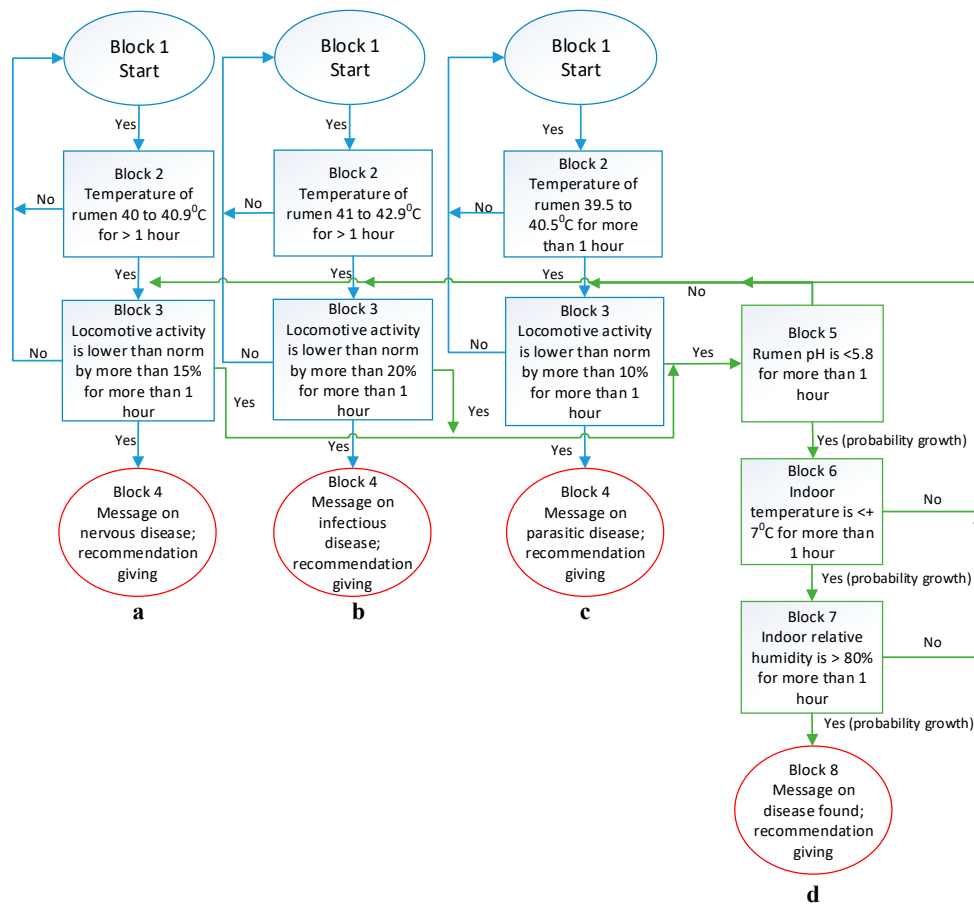 Block 1
Start
Yes
Block 2
Temperature of
rumen 40 to 40.9⁰C
for > 1 hour
No
Yes
Block 3
Locomotive activity
is lower than norm
by more than 15%
for more than 1
hour
No
Yes
Yes
Block 4
Message on
nervous disease;
recommendation
giving
a
Block 1
Start
Yes
Block 2
Temperature of
rumen 41 to 42.9⁰C
for > 1 hour
No
Yes
Block 3
Locomotive activity
is lower than norm
by more than 20%
for more than 1
hour
No
Yes
Yes
Block 4
Message on
infectious
disease;
recommendation
giving
b
Block 1
Start
Yes
Block 2
Temperature of
rumen 39.5 to
40.5⁰C for more
than 1 hour
No
Yes
Block 3
Locomotive activity
is lower than norm
by more than 10%
for more than 1
hour
No
Yes
Yes
Block 4
Message on
parasitic disease;
recommendation
giving
c
No
Block 5
Rumen pH is <5.8
for more than 1
hour
Yes (probability growth)
Block 6
Indoor
temperature is <+
7⁰C for more than
1 hour
No
Yes (probability growth)
Block 7
Indoor relative
humidity is > 80%
for more than 1
hour
No
Yes (probability growth)
Block 8
Message on
disease found;
recommendation
giving
d